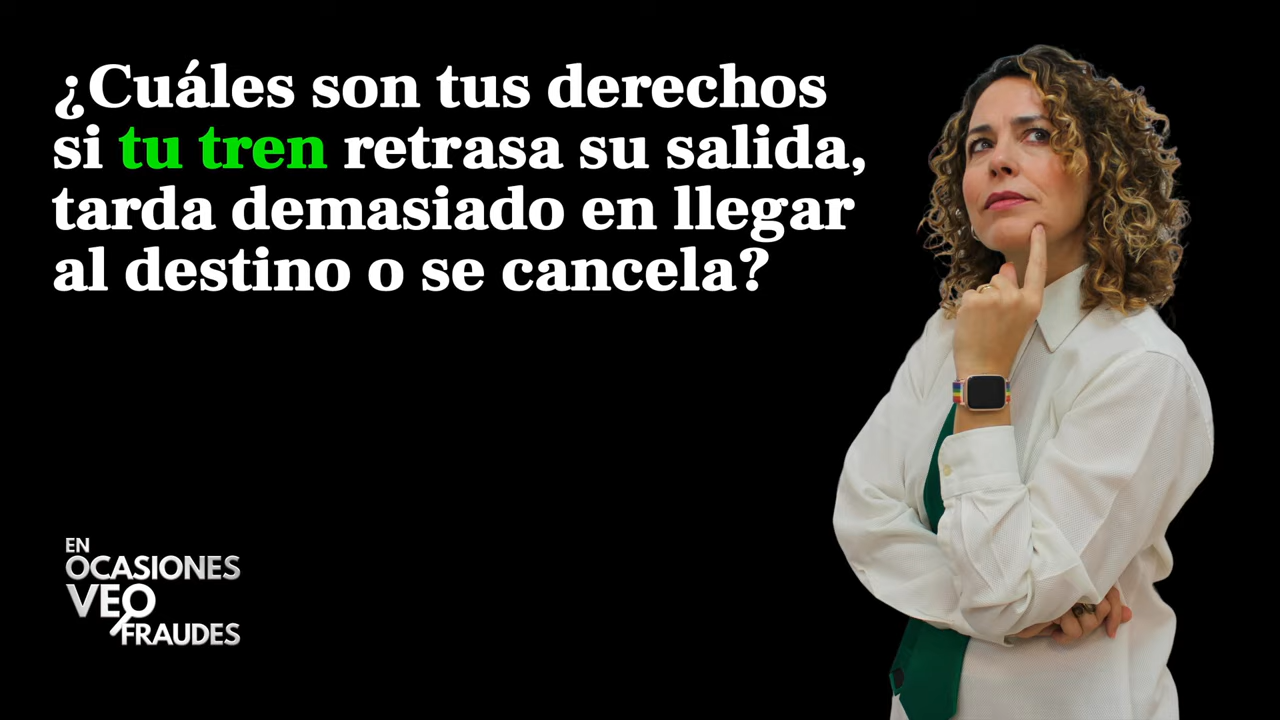 ¿Cuáles son tus derechos
si tu tren retrasa su salida,
tarda demasiado en llegar
al destino o se cancela?
EN
OCASIONES
VEO
FRAUDES